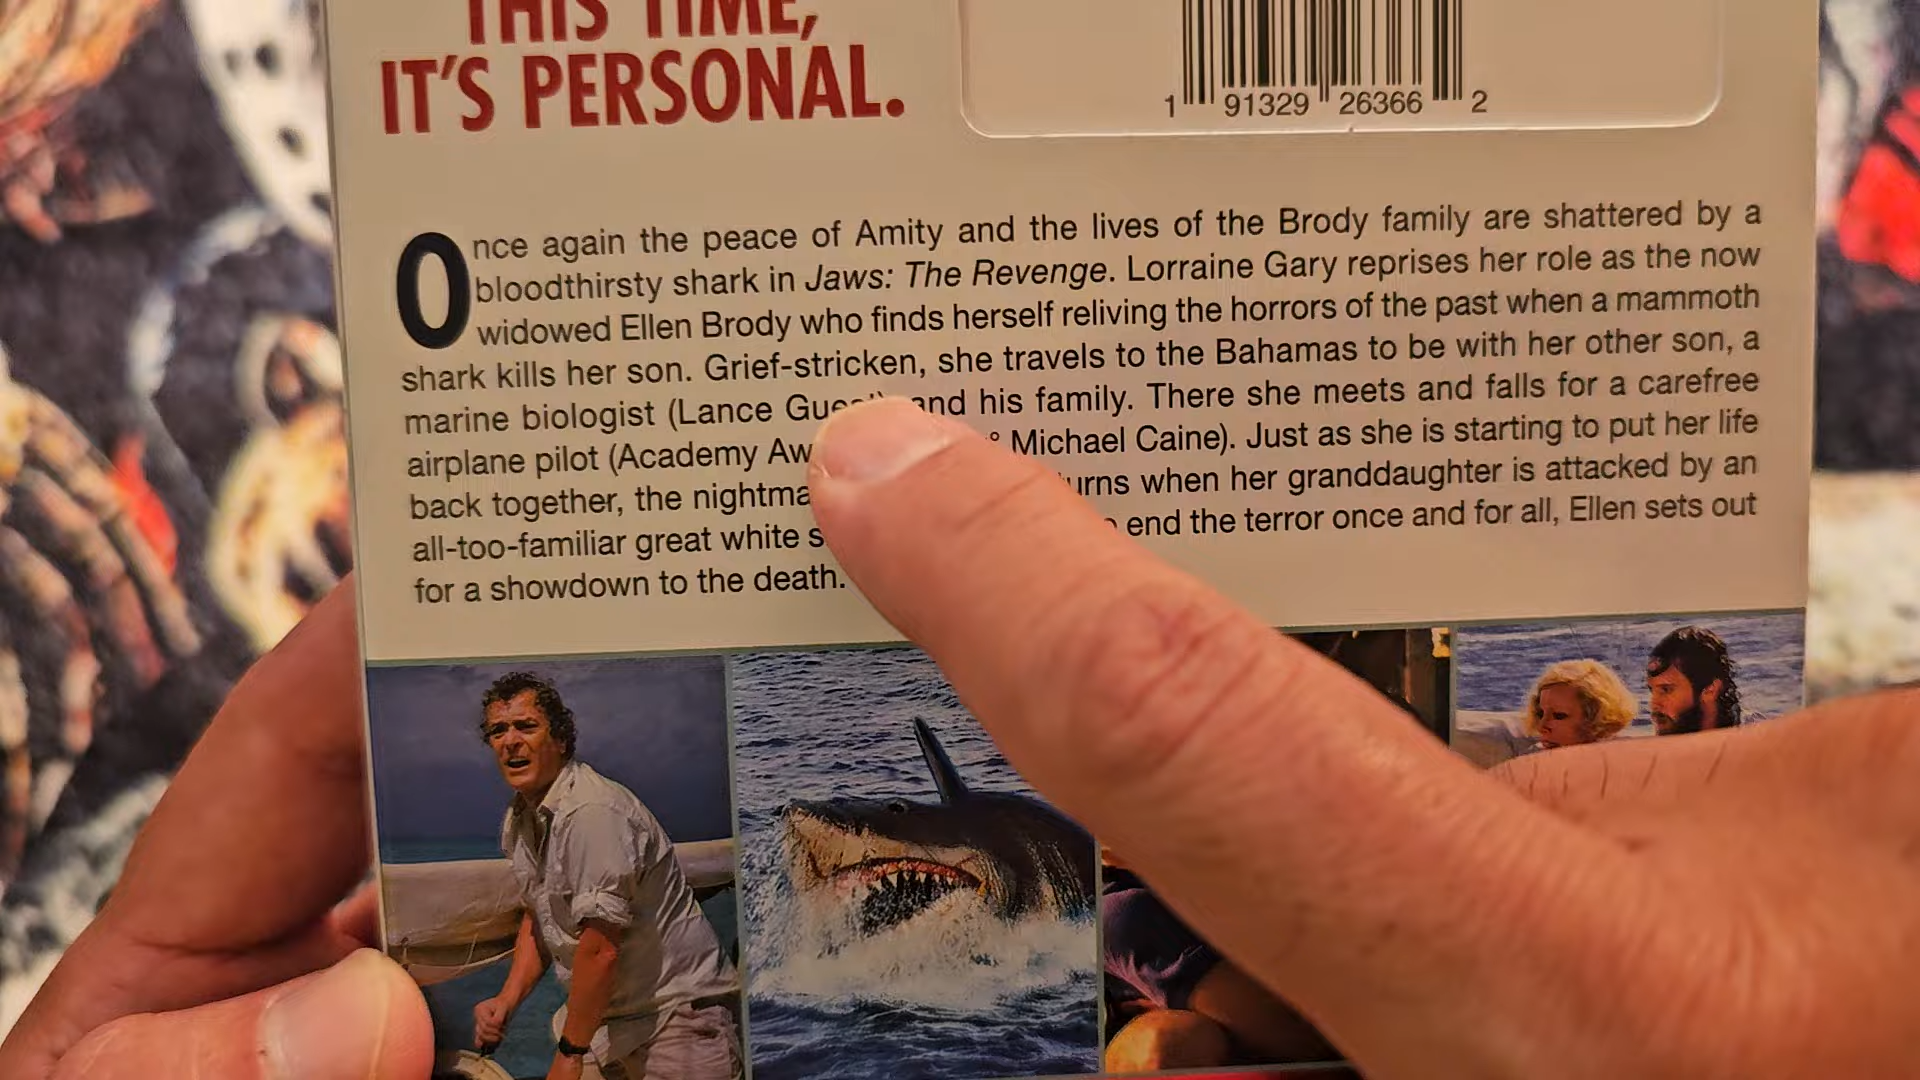 THIS TIME,
IT'S PERSONAL.
1 91329 26366 2
Once again the peace of Amity and the lives of the Brody family are shattered by a
bloodthirsty shark in Jaws: The Revenge. Lorraine Gary reprises her role as the now
widowed Ellen Brody who finds herself reliving the horrors of the past when a mammoth
shark kills her son. Grief-stricken, she travels to the Bahamas to be with her other son, a
marine biologist (Lance Guest) and his family. There she meets and falls for a carefree
airplane pilot (Academy Aw Michael Caine). Just as she is starting to put her life
back together, the nightma urns when her granddaughter is attacked by an
all-too-familiar great white s end the terror once and for all, Ellen sets out
for a showdown to the death.